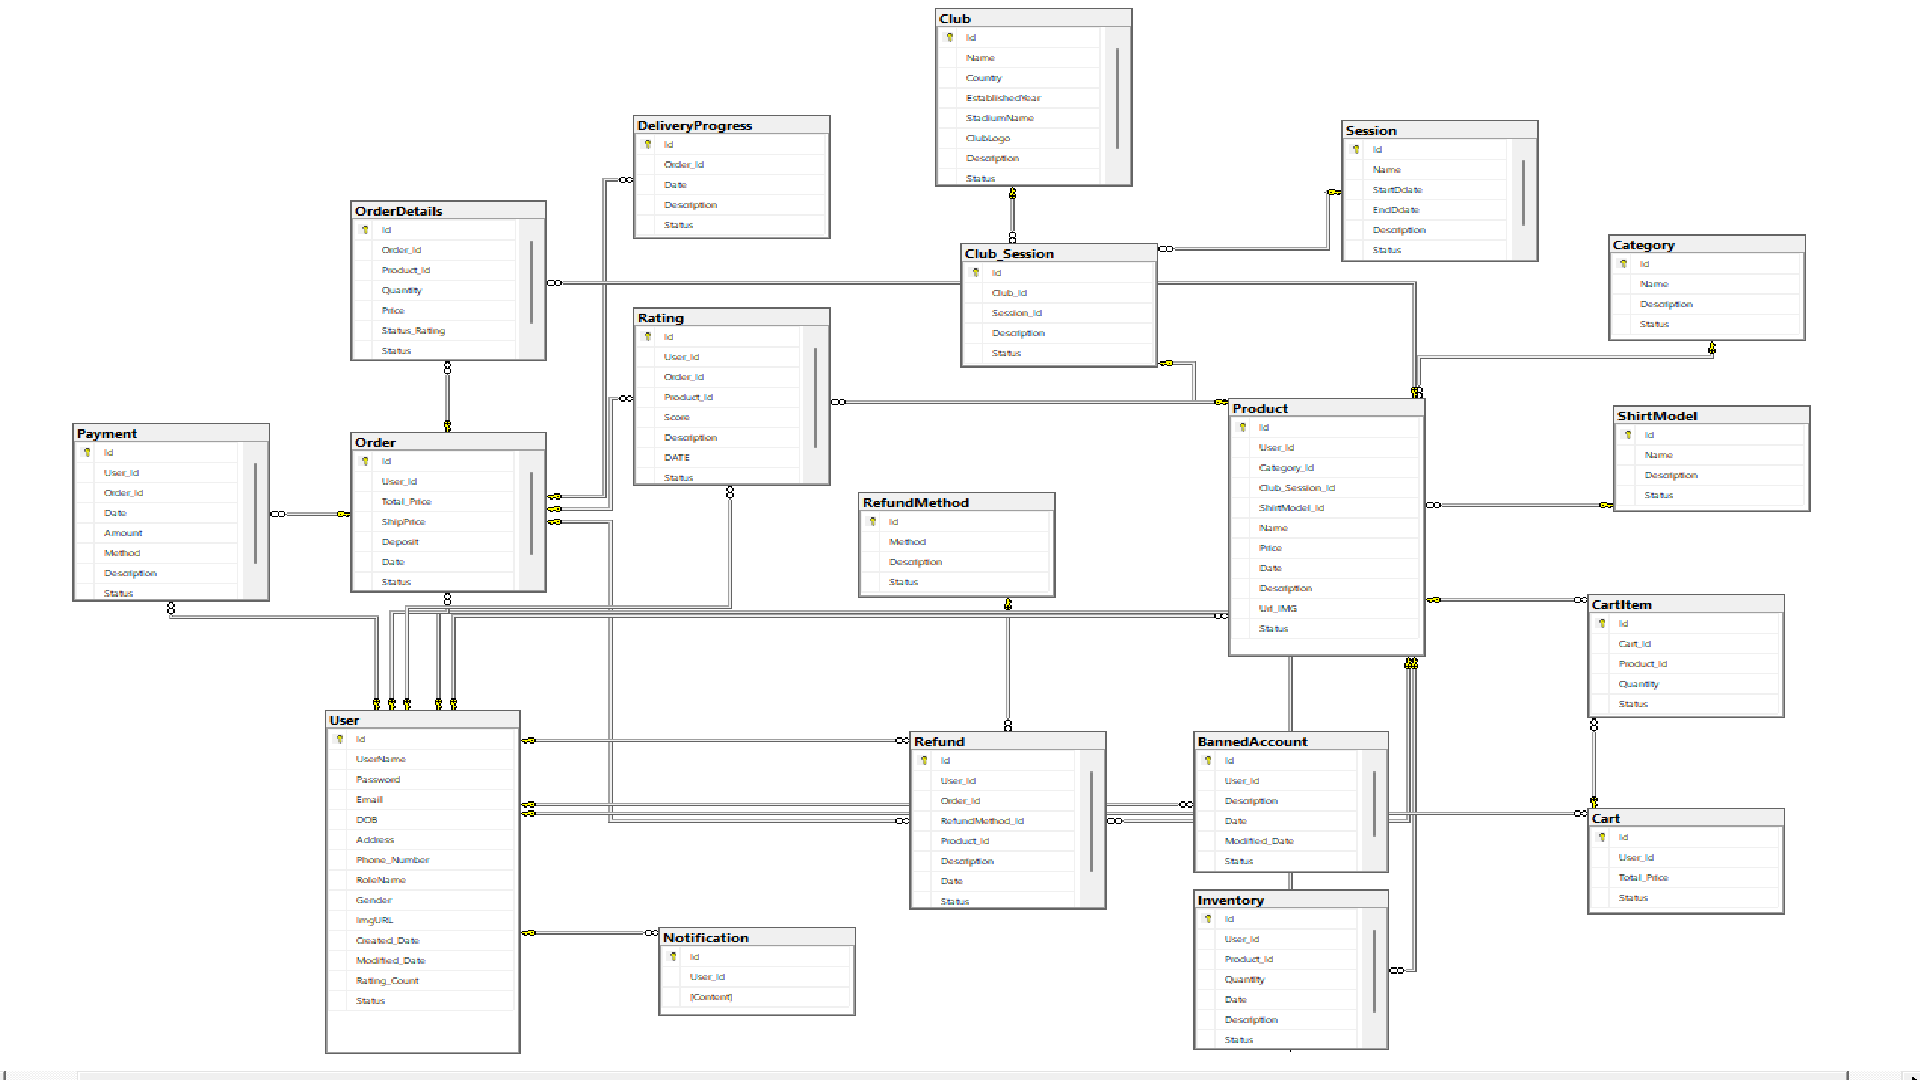 Club
Id
Name
Country
EstablishedYear
StadiumName
ClubLogo
Description
Status
DeliveryProgress
Id
Order_Id
Date
Description
Status
Session
Id
Name
StartDdate
EndDdate
Description
Status
OrderDetails
Id
Order_Id
Product_Id
Quantity
Price
Status_Rating
Status
Club_Session
Id
Club_Id
Session_Id
Description
Status
Category
Id
Name
Description
Status
Rating
Id
User_Id
Order_Id
Product_Id
Score
Description
DATE
Status
Product
Id
User_Id
Category_Id
Club_Session_Id
ShirtModel_Id
Name
Price
Date
Description
Url_IMG
Status
ShirtModel
Id
Name
Description
Status
Payment
Id
User_Id
Order_Id
Date
Amount
Method
Description
Status
Order
Id
User_Id
Total_Price
ShipPrice
Deposit
Date
Status
RefundMethod
Id
Method
Description
Status
CartItem
Id
Cart_Id
Product_Id
Quantity
Status
User
Id
UserName
Password
Email
DOB
Address
Phone_Number
RoleName
Gender
ImgURL
Created_Date
Modified_Date
Rating_Count
Status
Refund
Id
User_Id
Order_Id
RefundMethod_Id
Product_Id
Description
Date
Status
BannedAccount
Id
User_Id
Description
Date
Modified_Date
Status
Cart
Id
User_Id
Total_Price
Status
Inventory
Id
User_Id
Product_Id
Quantity
Date
Description
Status
Notification
Id
User_Id
[Content]